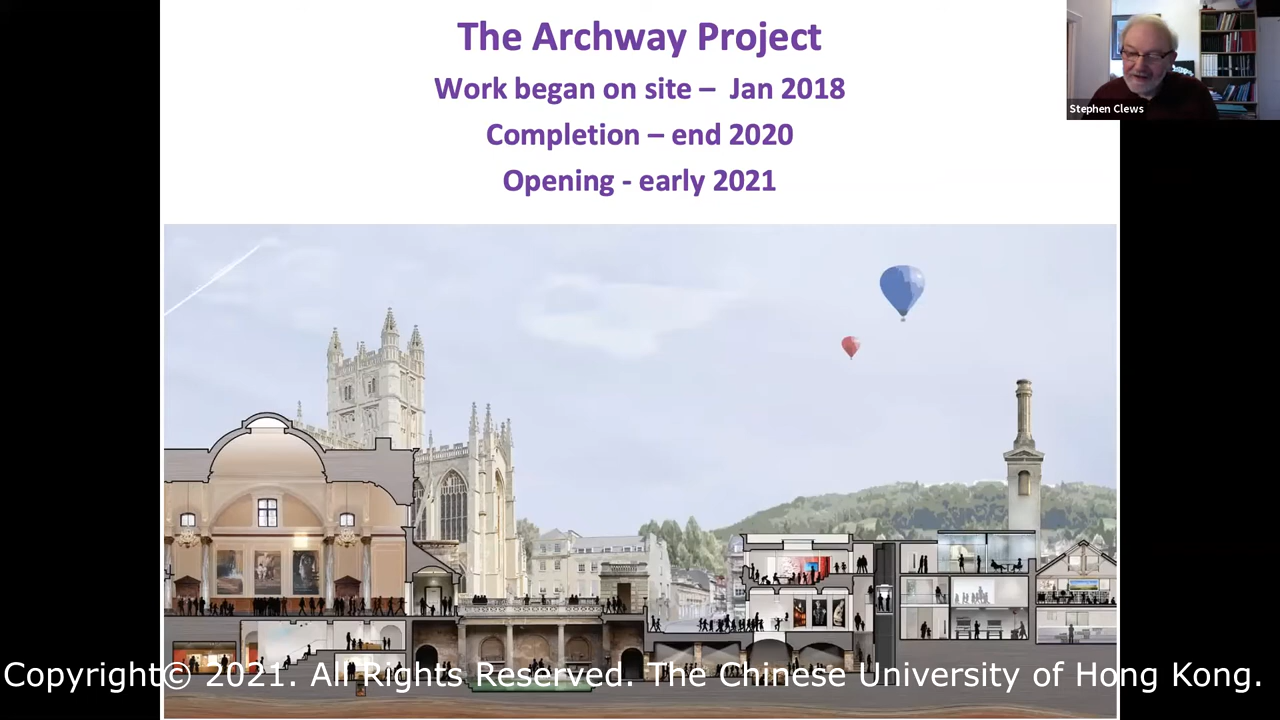 The Archway Project
Work began on site – Jan 2018
Completion – end 2020
Opening - early 2021
Stephen Clews
Copyright© 2021. All Rights Reserved. The Chinese University of Hong Kong.